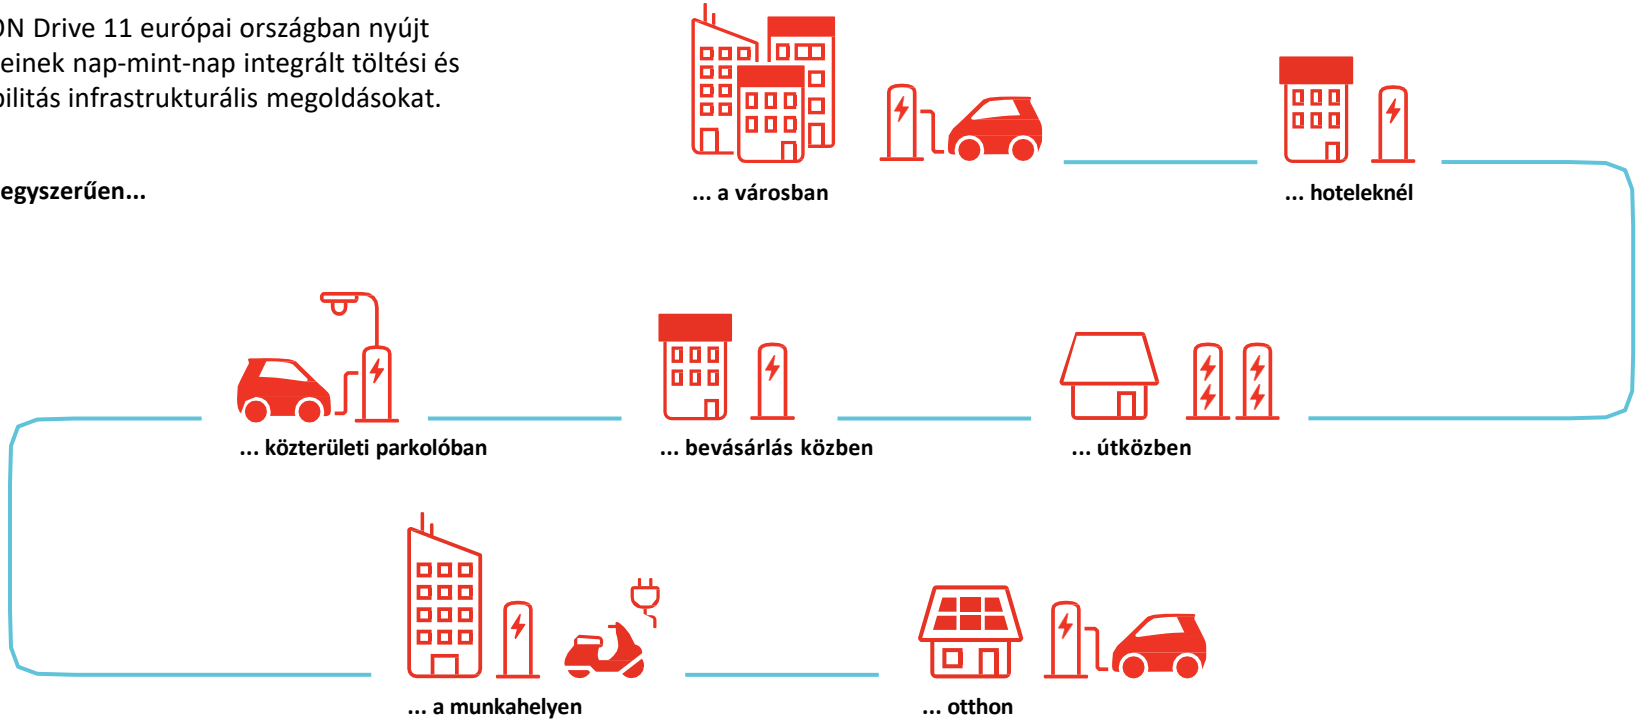 ON Drive 11 európai országban nyújt
einek nap-mint-nap integrált töltési és
bilitás infrastrukturális megoldásokat.
egyszerűen...
... a városban
... hoteleknél
... közterületi parkolóban
... bevásárlás közben
... útközben
... a munkahelyen
... otthon